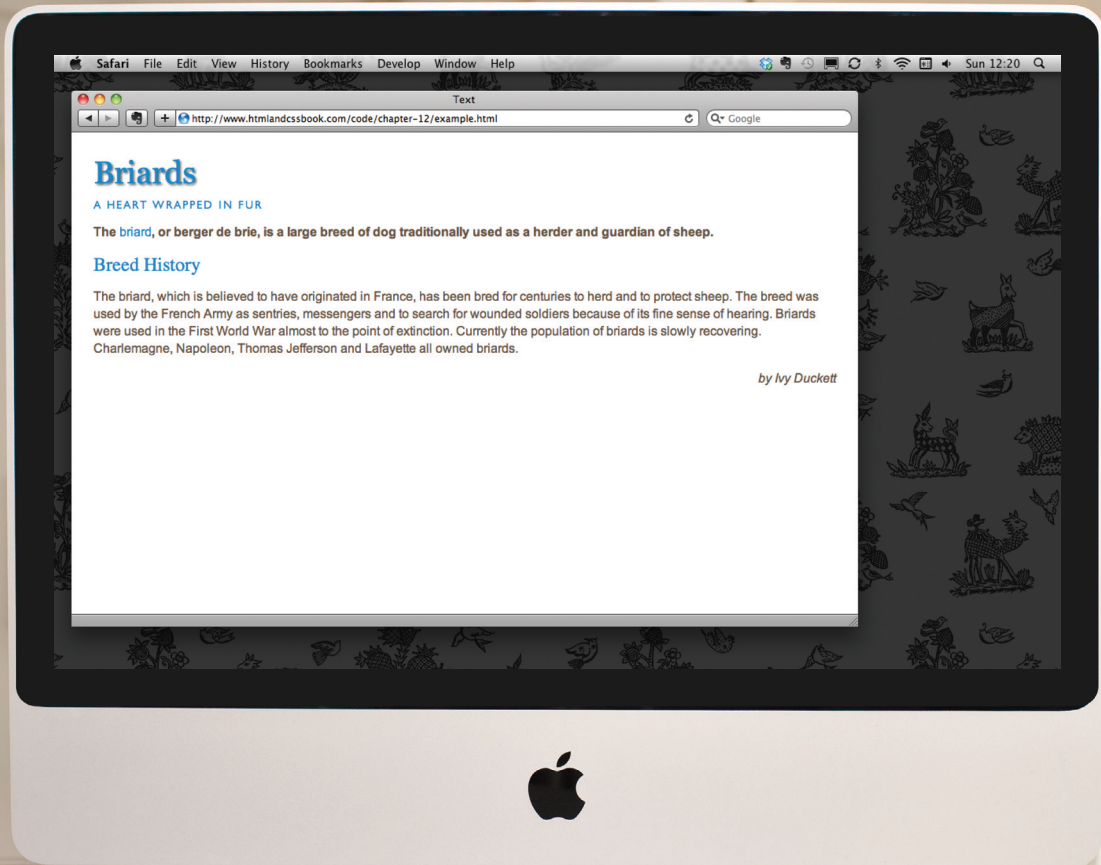 Safari File Edit View History Bookmarks Develop Window Help Sun 12:20
Text
http://www.htmlandcssbook.com/code/chapter-12/example.html Google
Briards
A HEART WRAPPED IN FUR
The briard, or berger de brie, is a large breed of dog traditionally used as a herder and guardian of sheep.
Breed History
The briard, which is believed to have originated in France, has been bred for centuries to herd and to protect sheep. The breed was
used by the French Army as sentries, messengers and to search for wounded soldiers because of its fine sense of hearing. Briards
were used in the First World War almost to the point of extinction. Currently the population of briards is slowly recovering.
Charlemagne, Napoleon, Thomas Jefferson and Lafayette all owned briards.
by Ivy Duckett